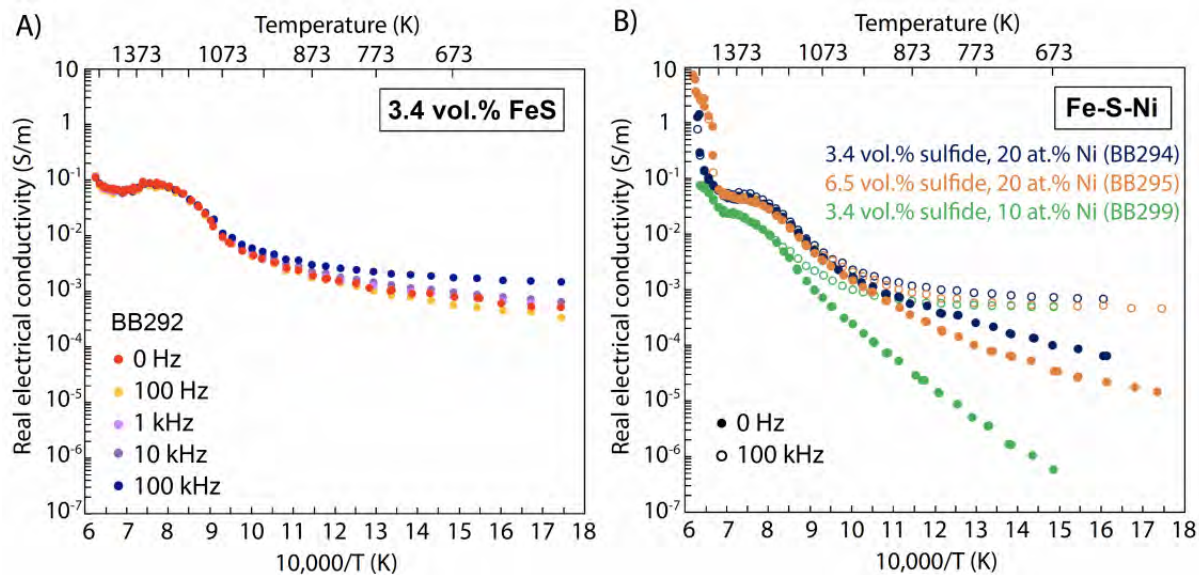 A)
Temperature (K)
1373 1073 873 773 673
10
1
10-1
10-2
10-3
10-4
10-5
10-6
10-7
Real electrical conductivity (S/m)
3.4 vol.% FeS
BB292
0 Hz
100 Hz
1 kHz
10 kHz
100 kHz
6 7 8 9 10 11 12 13 14 15 16 17 18
10,000/T (K)
B)
Temperature (K)
1373 1073 873 773 673
10
1
10-1
10-2
10-3
10-4
10-5
10-6
10-7
Real electrical conductivity (S/m)
Fe-S-Ni
3.4 vol.% sulfide, 20 at.% Ni (BB294)
6.5 vol.% sulfide, 20 at.% Ni (BB295)
3.4 vol.% sulfide, 10 at.% Ni (BB299)
0 Hz
100 kHz
6 7 8 9 10 11 12 13 14 15 16 17 18
10,000/T (K)